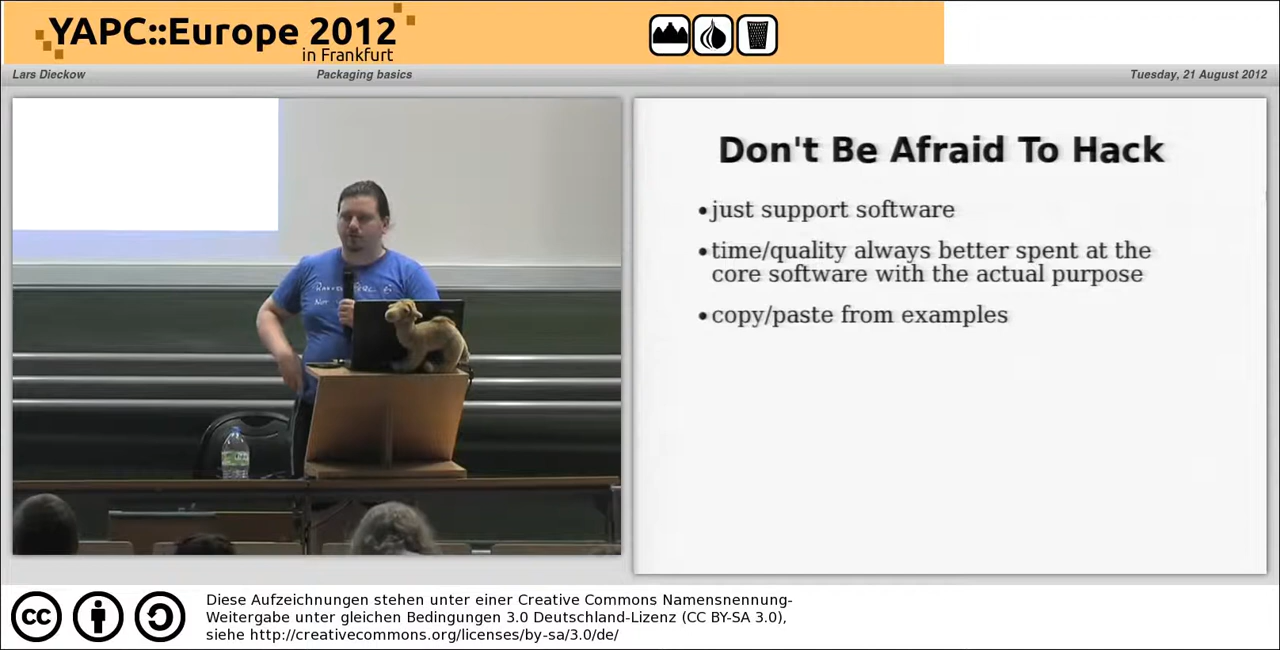 YAPC::Europe 2012
in Frankfurt
Lars Dieckow
Packaging basics
Tuesday, 21 August 2012
Don't Be Afraid To Hack
•just support software
•time/quality always better spent at the
core software with the actual purpose
•copy/paste from examples
cc
Diese Aufzeichnungen stehen unter einer Creative Commons Namensnennung-
Weitergabe unter gleichen Bedingungen 3.0 Deutschland-Lizenz (CC BY-SA 3.0),
siehe http://creativecommons.org/licenses/by-sa/3.0/de/